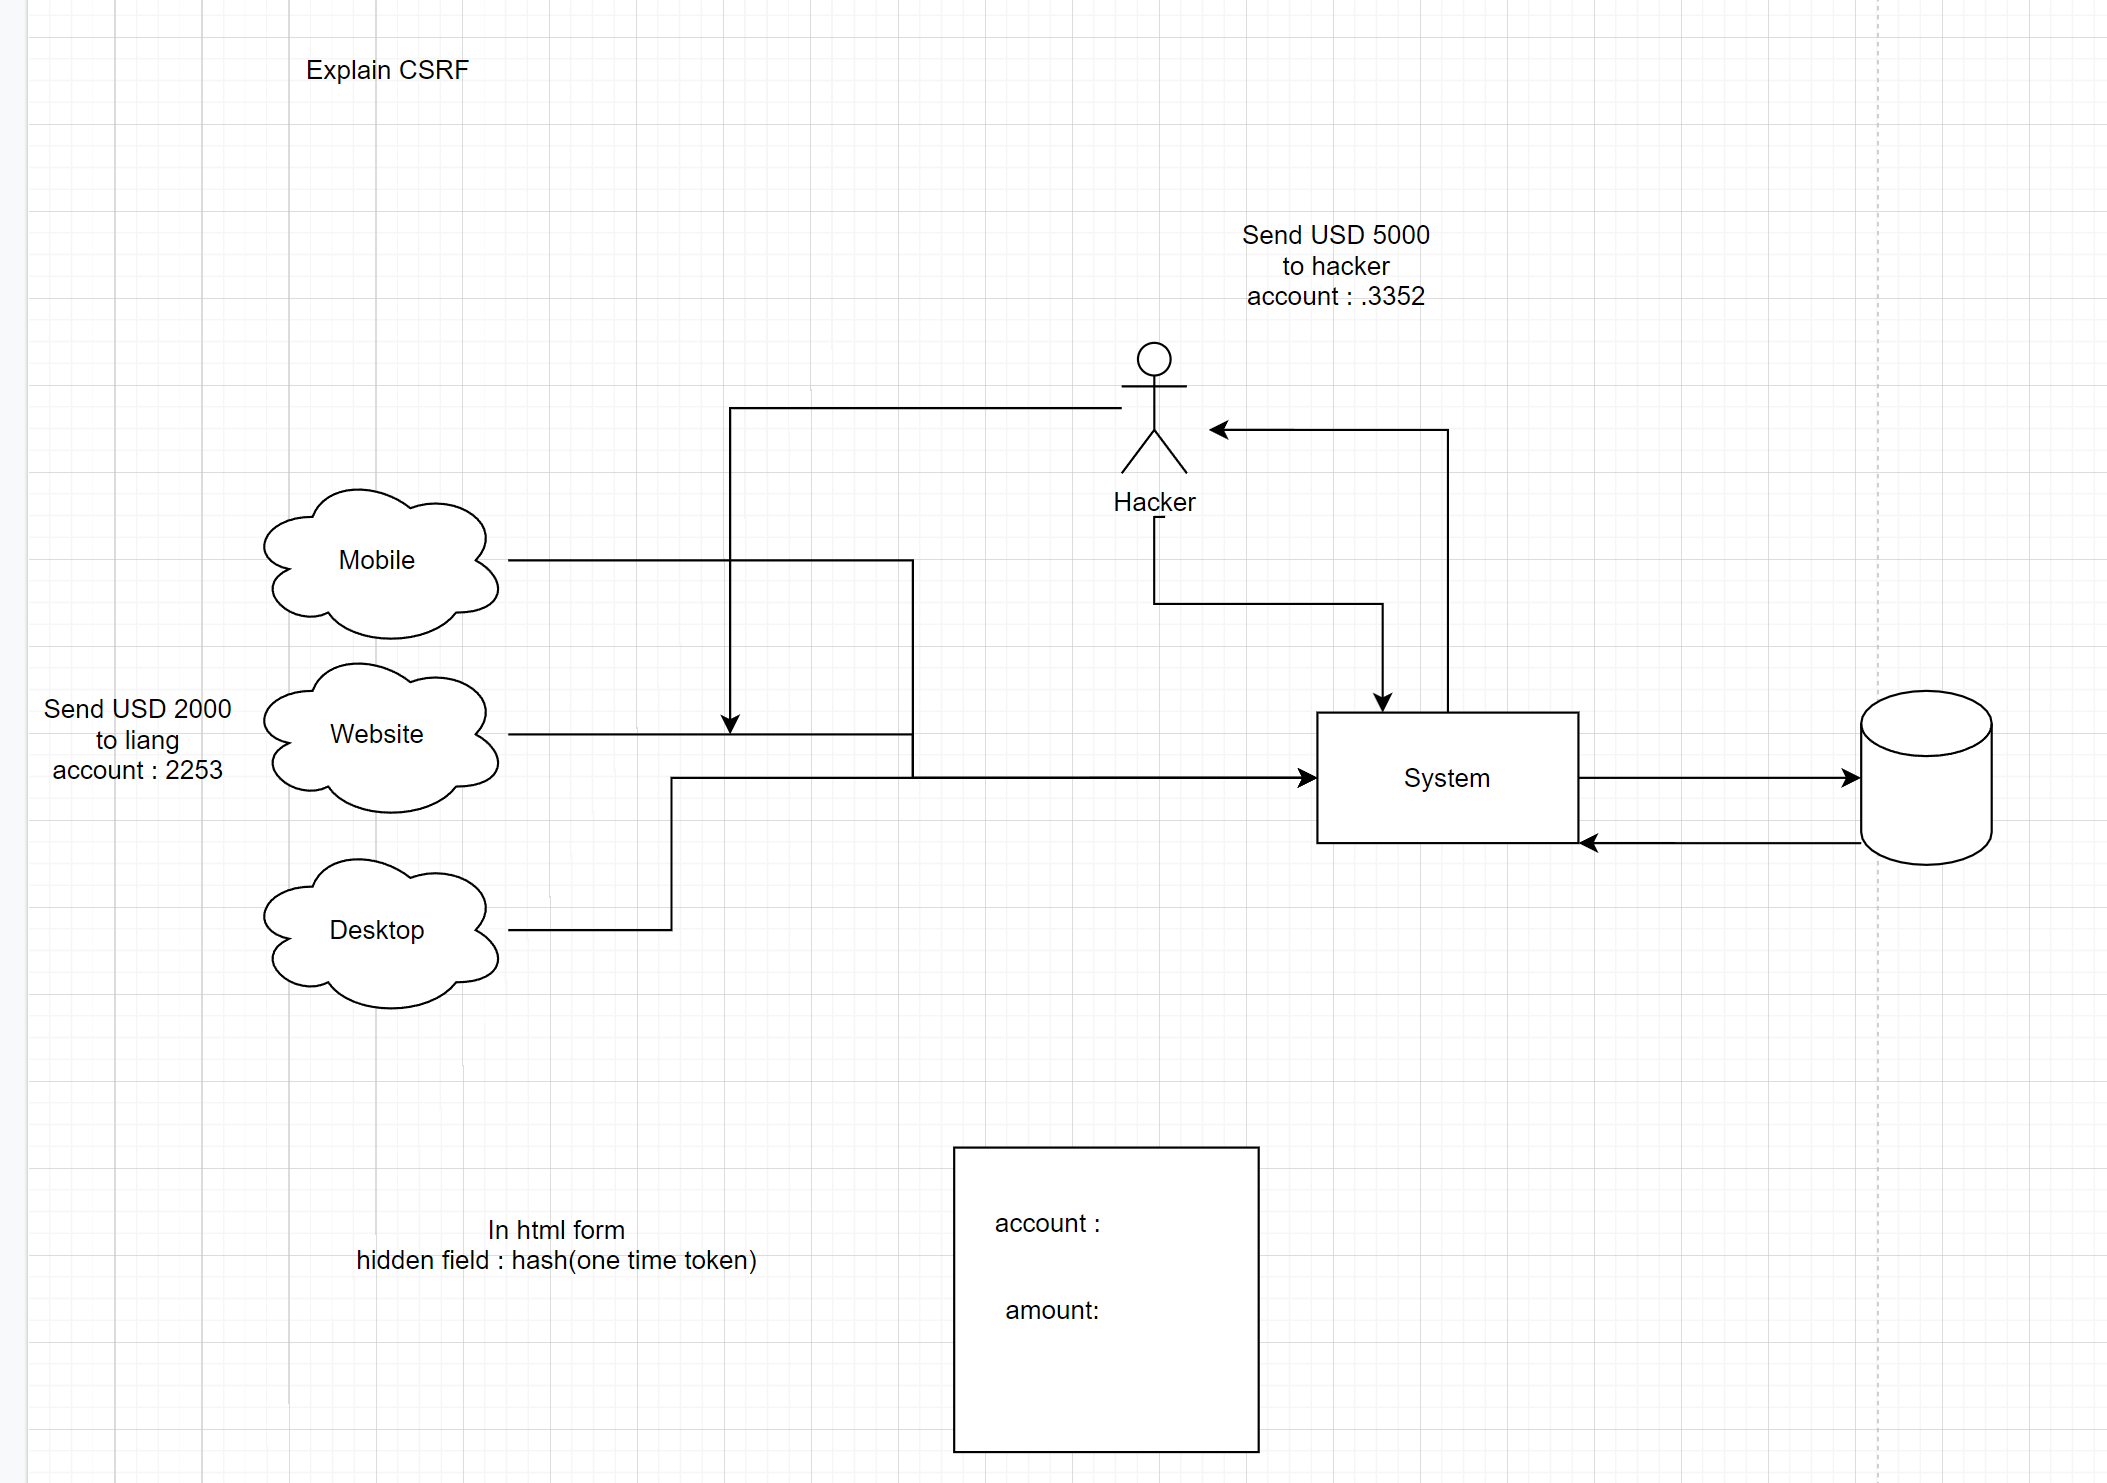 Explain CSRF
Send USD 5000
to hacker
account : .3352
Hacker
Mobile
Send USD 2000
to liang
account : 2253
Website
System
Desktop
In html form
hidden field : hash(one time token)
account :
amount: